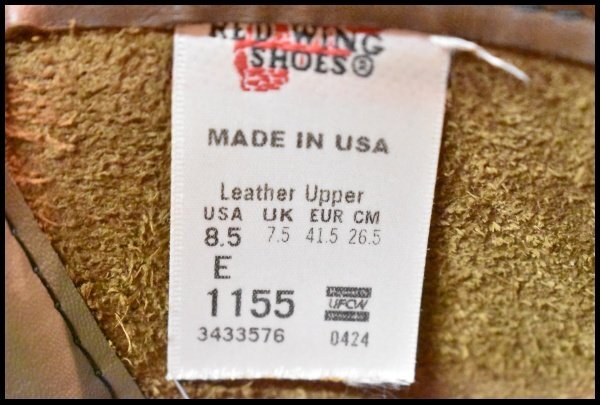 RED WING
SHOES®
MADE IN USA
Leather Upper
USA UK EUR CM
8.5 7.5 41.5 26.5
E
1155 UFCW
3433576 0424